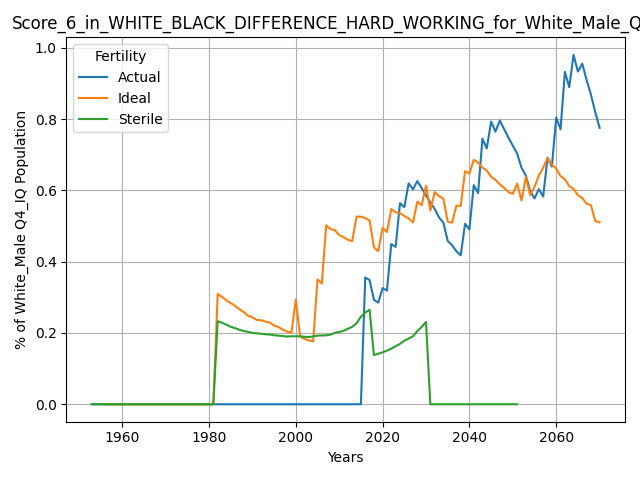 Score_6_in_WHITE_BLACK_DIFFERENCE_HARD_WORKING_for_White_Male_Q
Fertility
Actual
Ideal
Sterile
% of White_Male Q4_IQ Population
1.0
0.8
0.6
0.4
0.2
0.0
1960 1980 2000 2020 2040 2060
Years